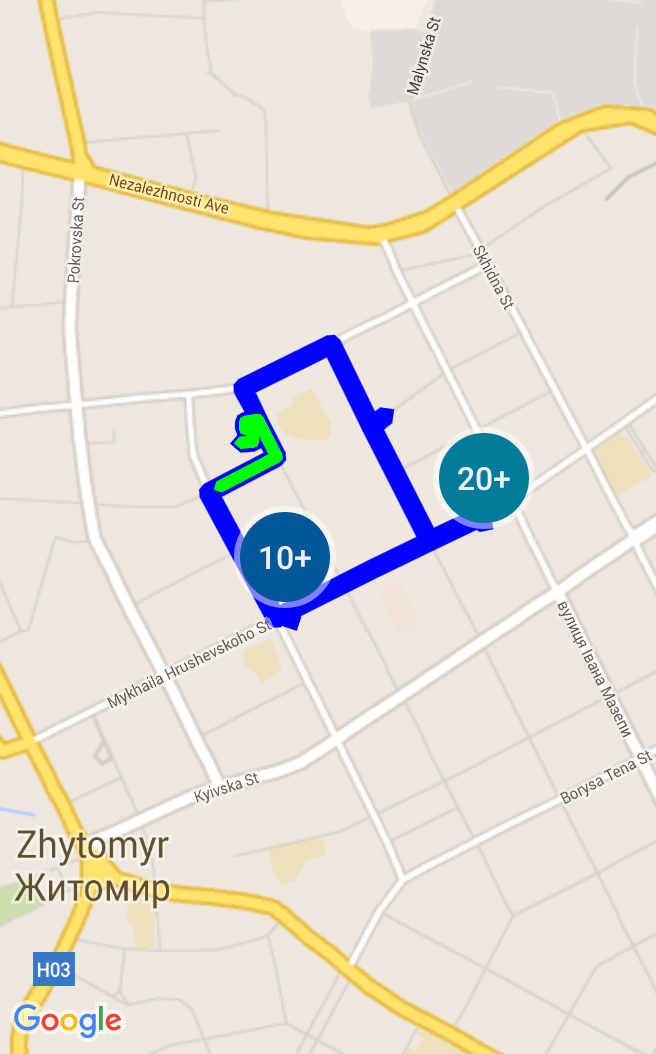 Malynska St
Nezalezhnosti Ave
Pokrovska St
Skhidna St
20+
10+
Mykhaila Hrushevskoho St
вулиця Івана Мазепи
Kyivska St
Borysa Tena St
Zhytomyr
Житомир
H03
Google